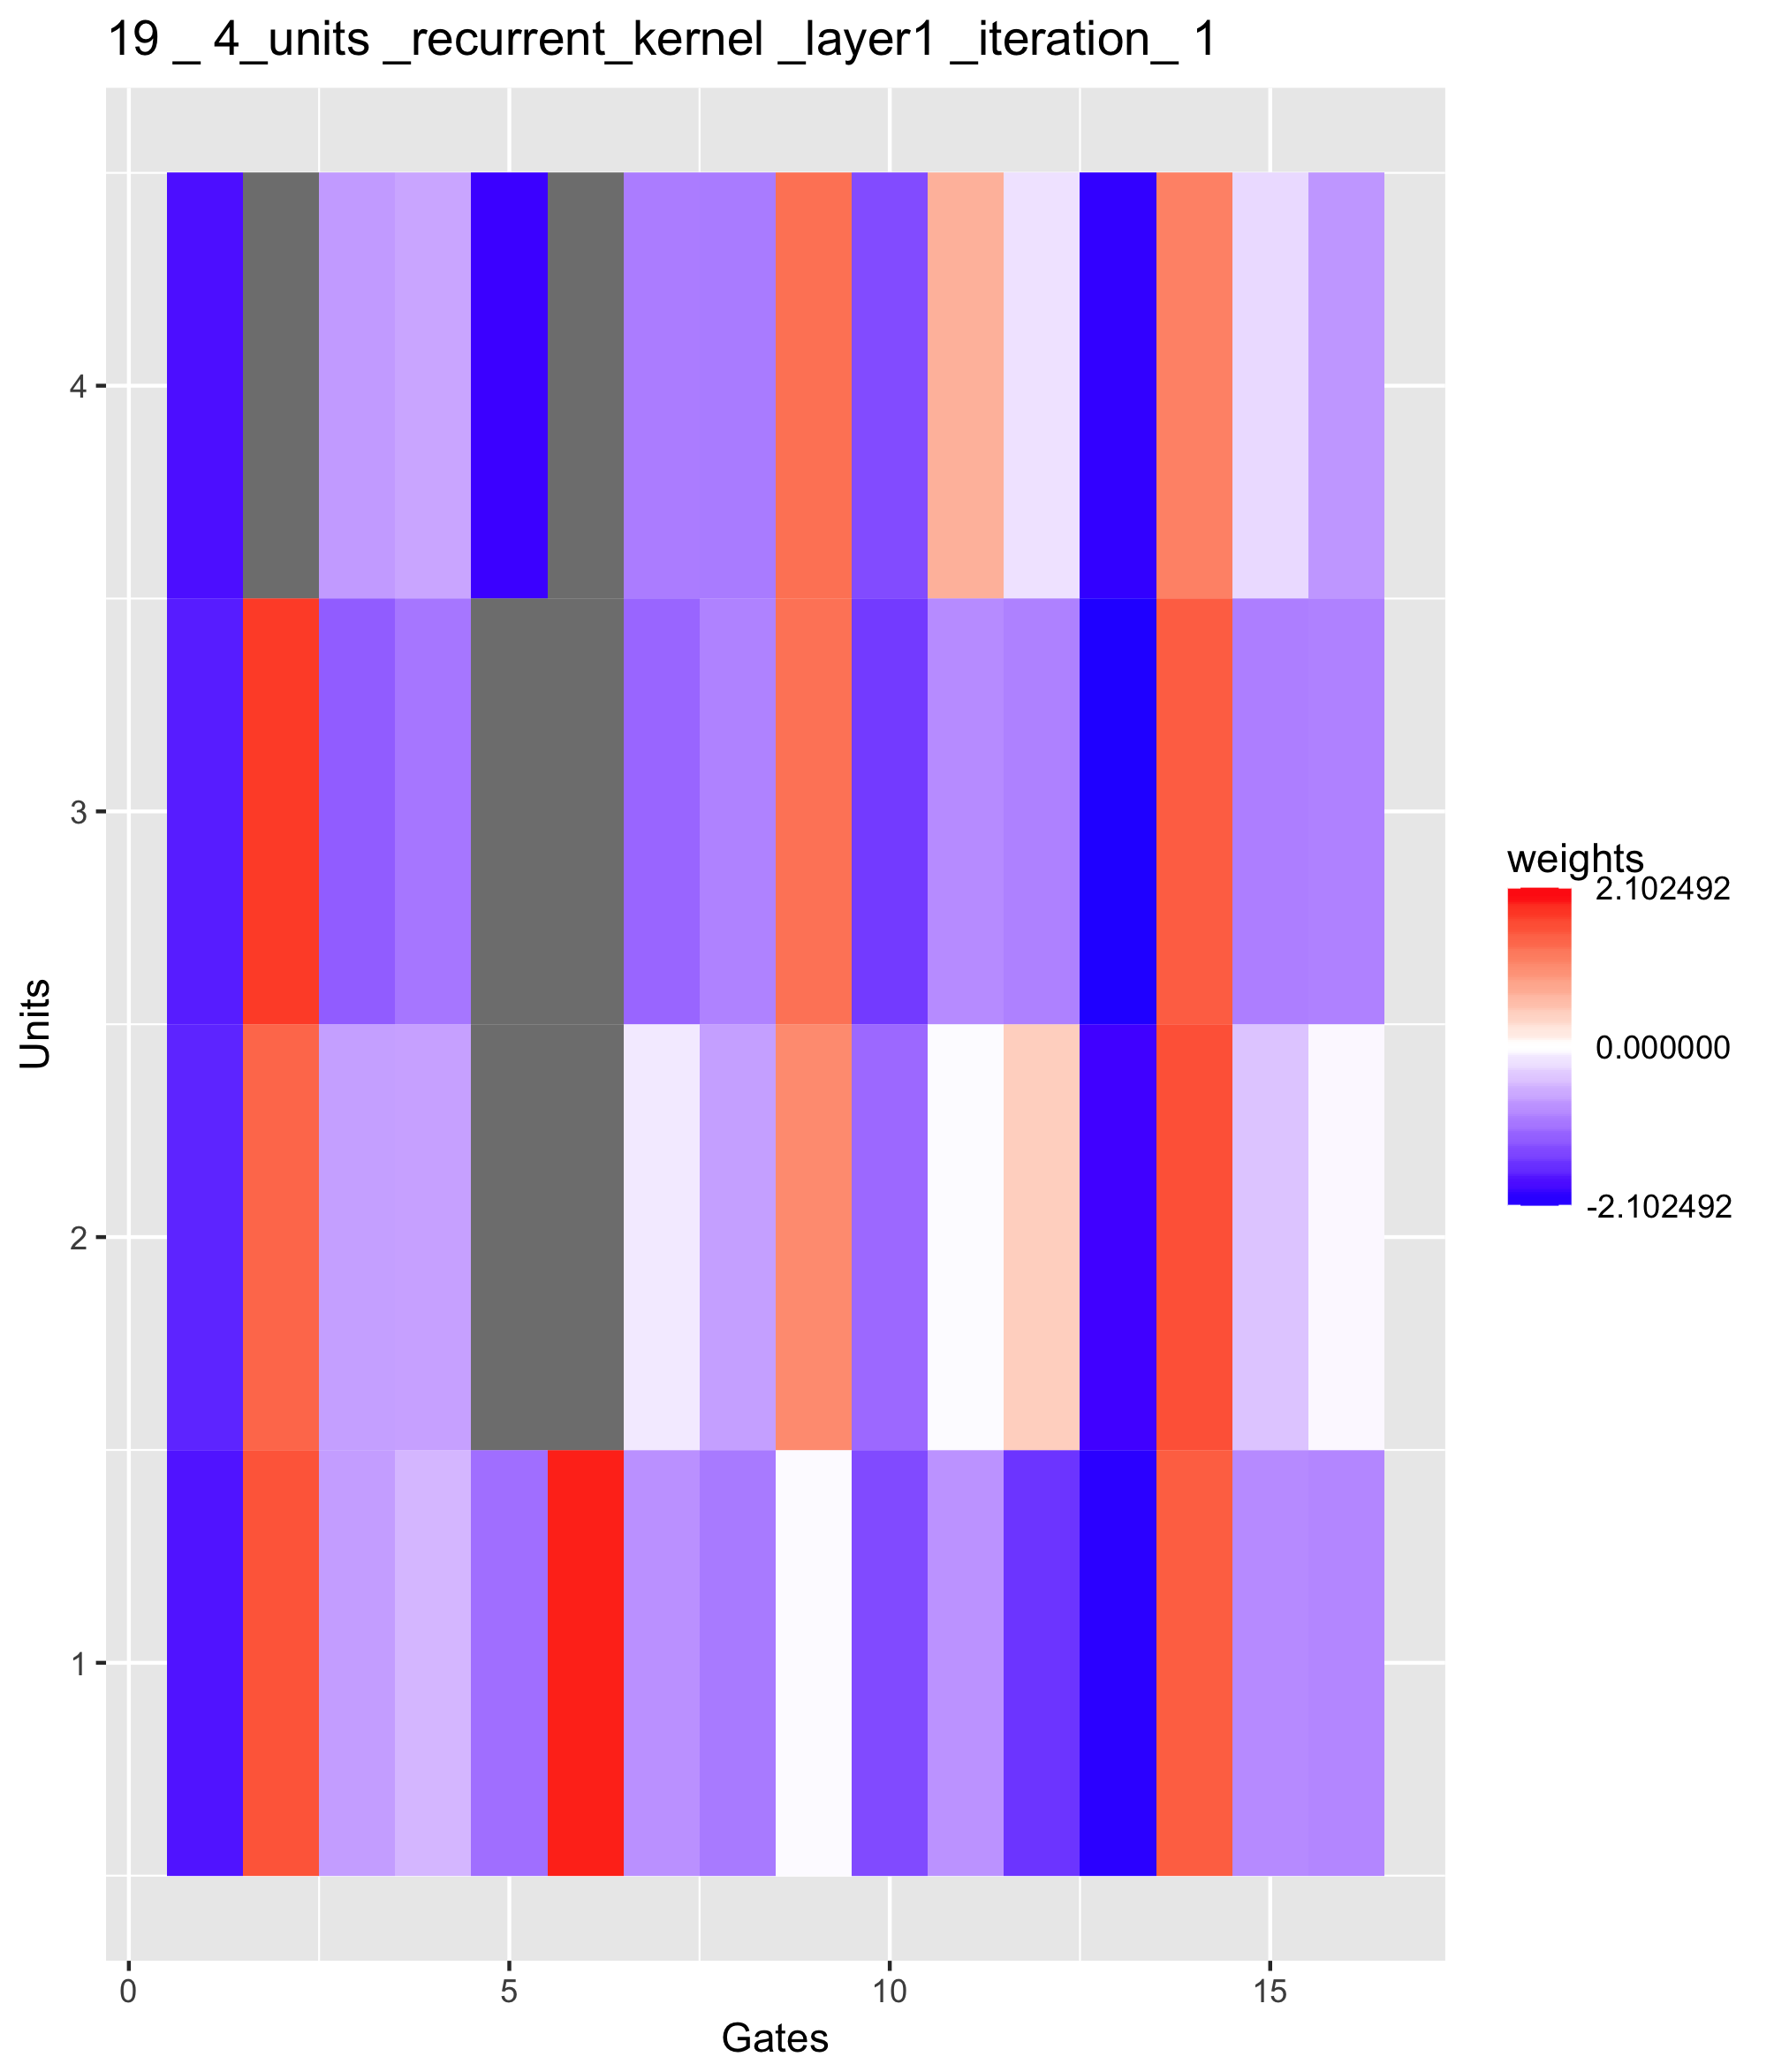 19 _ 4_units _recurrent_kernel _layer1 _iteration_ 1
4
3
2
1
Units
0 5 10 15
Gates
weights
2.102492
0.000000
-2.102492